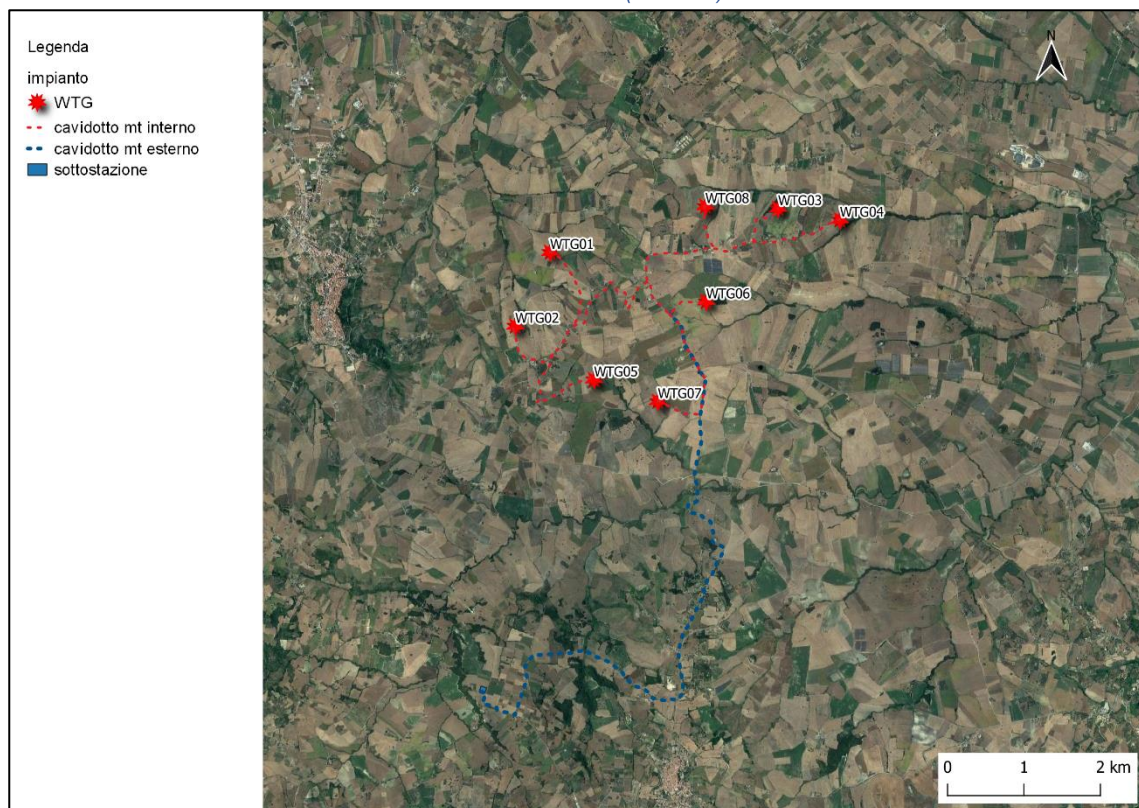 Legenda
impianto
WTG
cavidotto mt interno
cavidotto mt esterno
sottostazione
N
WTG08
WTG03
WTG04
WTG01
WTG06
WTG02
WTG05
WTG07
0 1 2 km